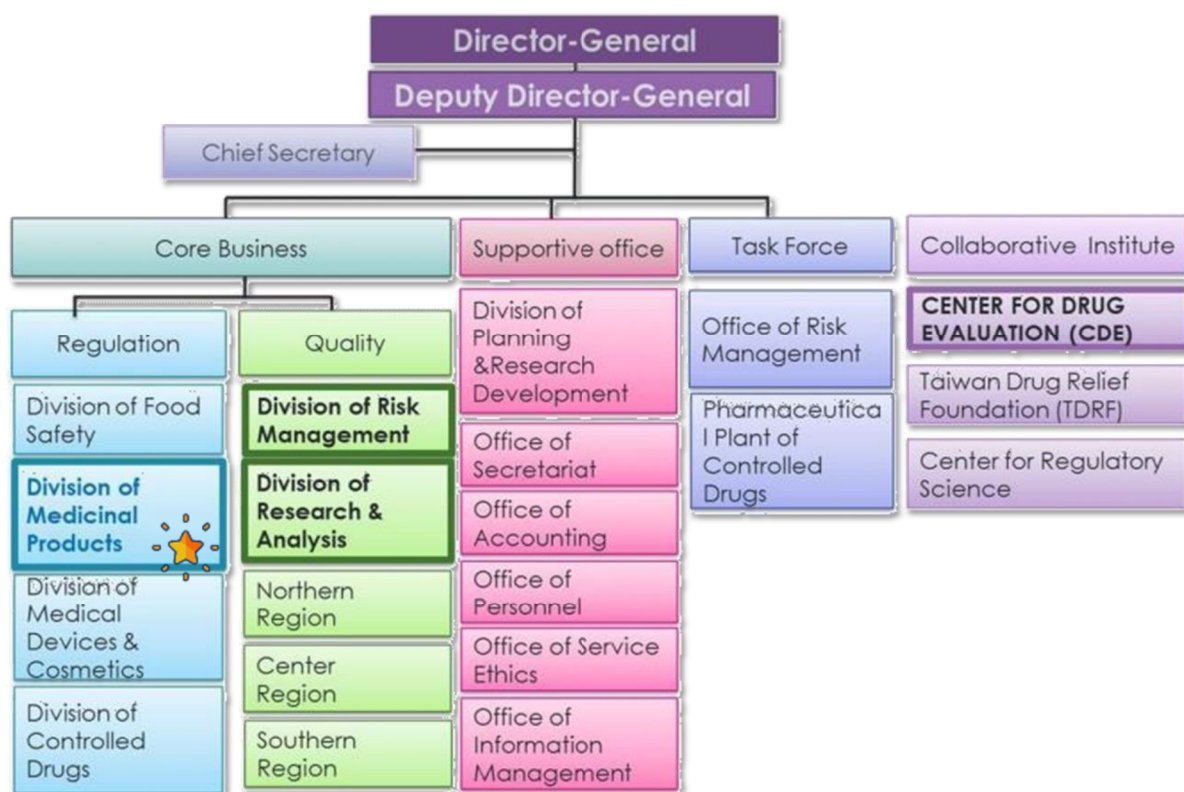 Director-General
Deputy Director-General
Chief Secretary
Core Business
Supportive office
Task Force
Collaborative Institute
Regulation
Division of Food
Safety
Division of
Medicinal
Products
Division of
Medical
Devices &
Cosmetics
Division of
Controlled
Drugs
Quality
Division of Risk
Management
Division of
Research &
Analysis
Northern
Region
Center
Region
Southern
Region
Division of
Planning
&Research
Development
Office of
Secretariat
Office of
Accounting
Office of
Personnel
Office of Service
Ethics
Office of
Information
Management
Office of Risk
Management
Pharmaceutica
l Plant of
Controlled
Drugs
CENTER FOR DRUG
EVALUATION (CDE)
Taiwan Drug Relief
Foundation (TDRF)
Center for Regulatory
Science